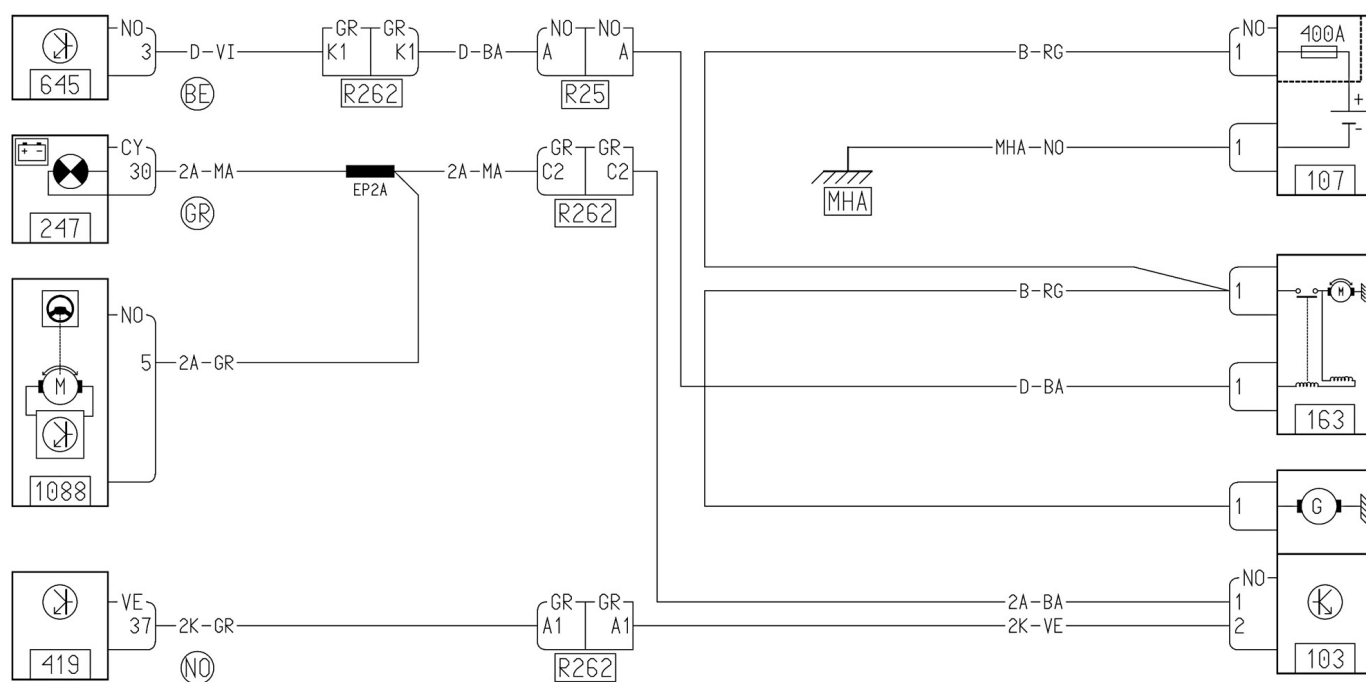 NO GR GR NO NO NO 400A
3 D-VI K1 K1 D-BA A A B-RG 1
+
645 BE R262 R25
-
CY GR GR
+ - 30 2A-MA 2A-MA C2 C2 MHA-NO 1
EP2A
107
247 GR R262 MHA
1 B-RG M
NO
5 2A-GR
M D-BA 1
163
1088
1 G
NO
VE GR GR 2A-BA 1
37 2K-GR A1 A1 2K-VE 2
419 NO R262 103